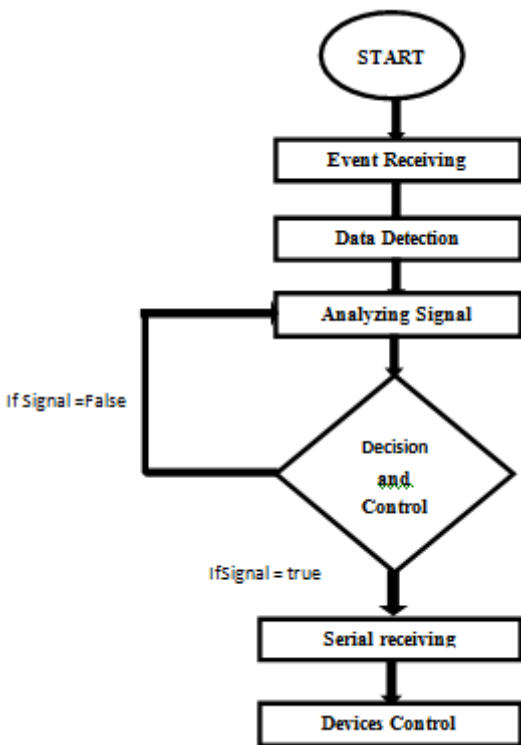 START
Event Receiving
Data Detection
Analyzing Signal
If Signal =False
Decision
and
Control
IfSignal = true
Serial receiving
Devices Control